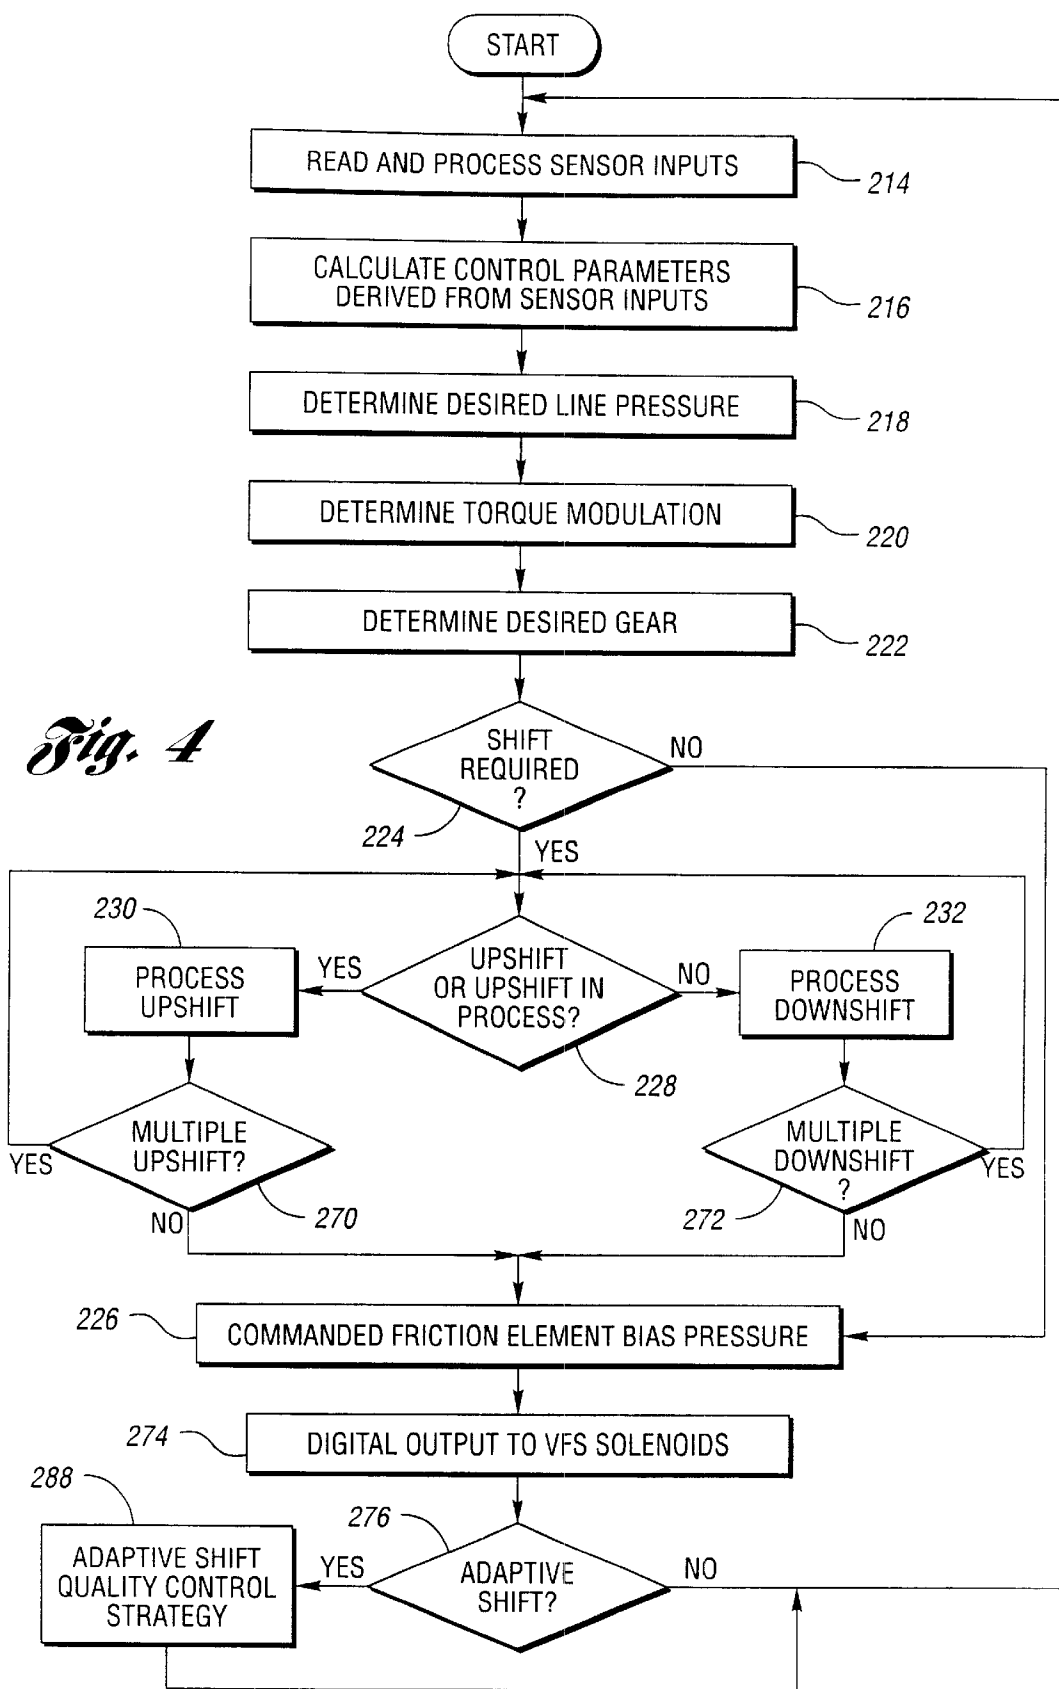 START
READ AND PROCESS SENSOR INPUTS
214
CALCULATE CONTROL PARAMETERS
DERIVED FROM SENSOR INPUTS
216
DETERMINE DESIRED LINE PRESSURE
218
DETERMINE TORQUE MODULATION
220
DETERMINE DESIRED GEAR
222
Fig. 4
SHIFT
REQUIRED
?
NO
224
YES
230
232
PROCESS
UPSHIFT
YES
UPSHIFT
OR UPSHIFT IN
PROCESS?
NO
PROCESS
DOWNSHIFT
228
MULTIPLE
UPSHIFT?
YES
MULTIPLE
DOWNSHIFT
?
YES
NO
270
272
NO
226
COMMANDED FRICTION ELEMENT BIAS PRESSURE
274
DIGITAL OUTPUT TO VFS SOLENOIDS
288
276
ADAPTIVE SHIFT
QUALITY CONTROL
STRATEGY
YES
ADAPTIVE
SHIFT?
NO